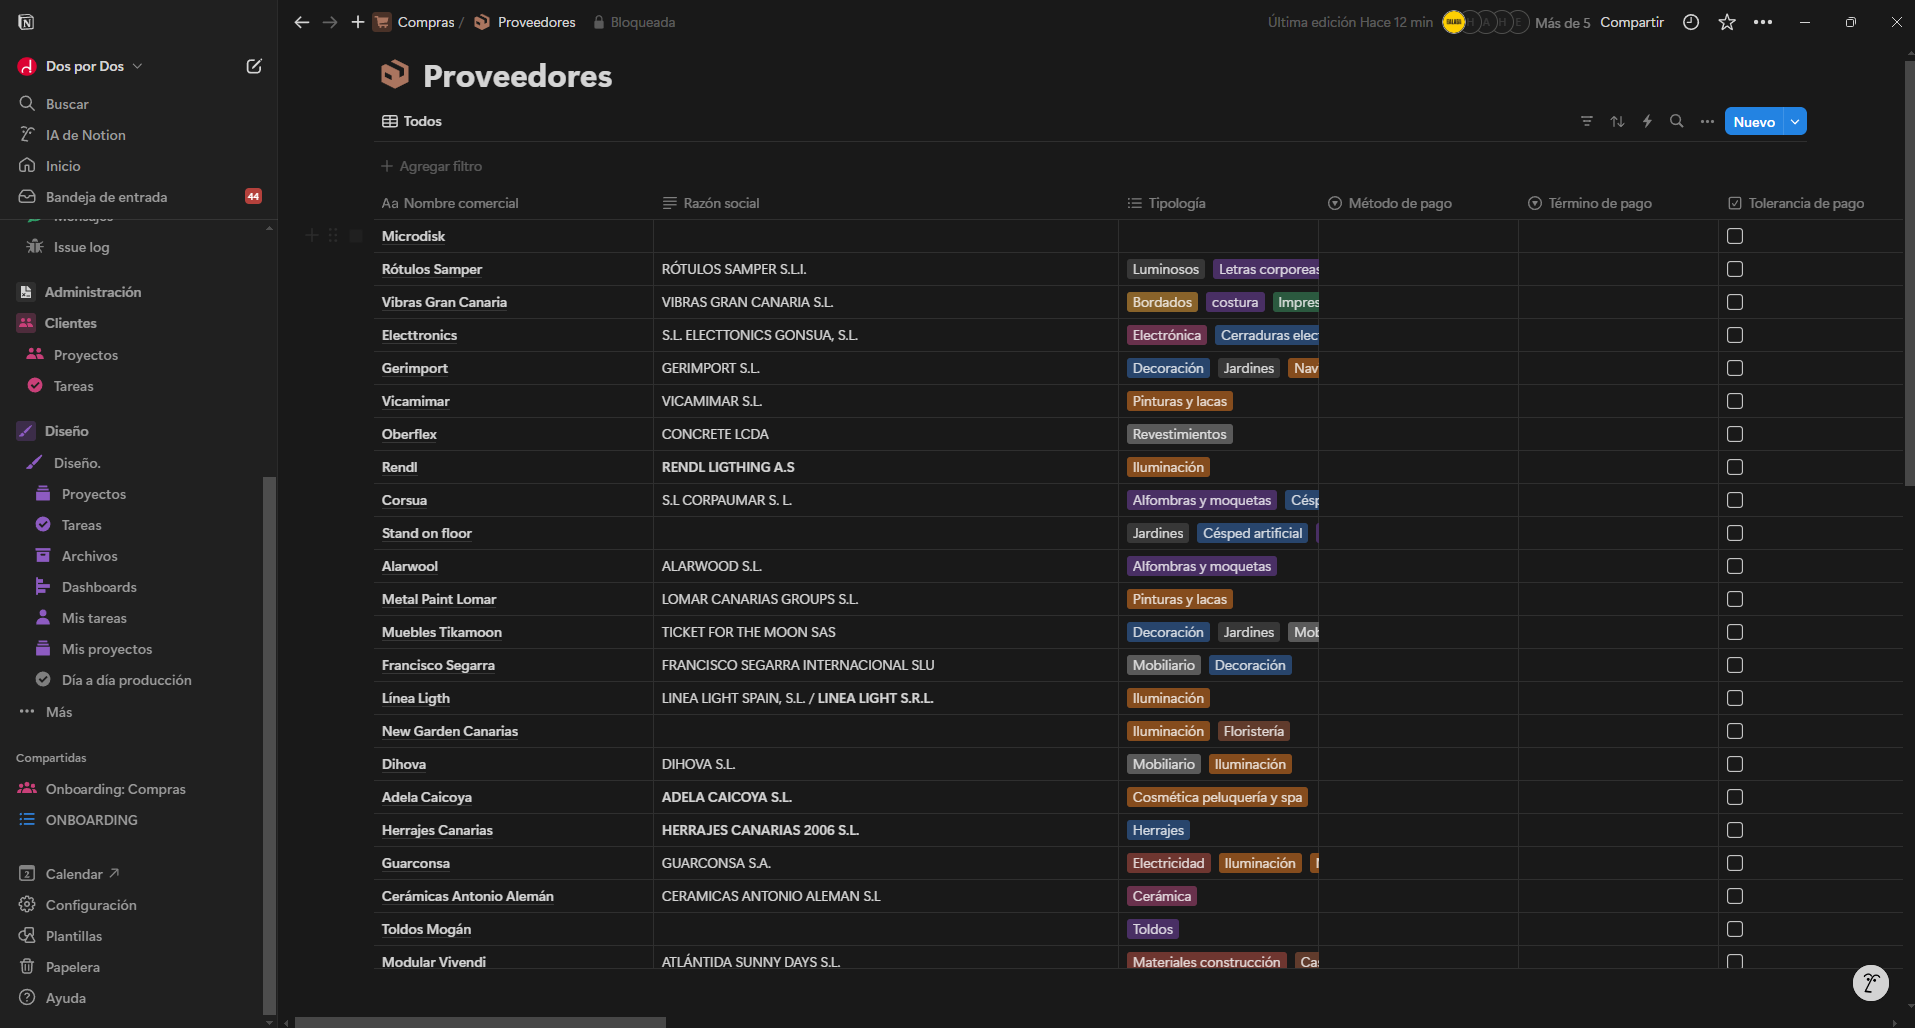 Dos por Dos
Buscar
IA de Notion
Inicio
Bandeja de entrada 44
Mensajes
Issue log
Administración
Clientes
Proyectos
Tareas
Diseño
Diseño.
Proyectos
Tareas
Archivos
Dashboards
Mis tareas
Mis proyectos
Día a día producción
Más
Compartidas
Onboarding: Compras
ONBOARDING
2 Calendar
Configuración
Plantillas
Papelera
Ayuda
Compras / Proveedores Bloqueada
Última edición Hace 12 min H A H E Más de 5 Compartir
Proveedores
Todos
Nuevo
Agregar filtro
Aa Nombre comercial Razón social Tipología Método de pago Término de pago Tolerancia de pago
Microdisk
Rótulos Samper RÓTULOS SAMPER S.L.I. Luminosos Letras corporeas
Vibras Gran Canaria VIBRAS GRAN CANARIA S.L. Bordados costura Impres
Electtronics S.L. ELECTTONICS GONSUA, S.L. Electrónica Cerraduras elec
Gerimport GERIMPORT S.L. Decoración Jardines Nav
Vicamimar VICAMIMAR S.L. Pinturas y lacas
Oberflex CONCRETE LCDA Revestimientos
Rendl RENDL LIGTHING A.S Iluminación
Corsua S.L CORPAUMAR S. L. Alfombras y moquetas Césp
Stand on floor Jardines Césped artificial
Alarwool ALARWOOD S.L. Alfombras y moquetas
Metal Paint Lomar LOMAR CANARIAS GROUPS S.L. Pinturas y lacas
Muebles Tikamoon TICKET FOR THE MOON SAS Decoración Jardines Mob
Francisco Segarra FRANCISCO SEGARRA INTERNACIONAL SLU Mobiliario Decoración
Línea Ligth LINEA LIGHT SPAIN, S.L. / LINEA LIGHT S.R.L. Iluminación
New Garden Canarias Iluminación Floristería
Dihova DIHOVA S.L. Mobiliario Iluminación
Adela Caicoya ADELA CAICOYA S.L. Cosmética peluquería y spa
Herrajes Canarias HERRAJES CANARIAS 2006 S.L. Herrajes
Guarconsa GUARCONSA S.A. Electricidad Iluminación
Cerámicas Antonio Alemán CERAMICAS ANTONIO ALEMAN S.L Cerámica
Toldos Mogán Toldos
Modular Vivendi ATLÁNTIDA SUNNY DAYS S.L. Materiales construcción Cas